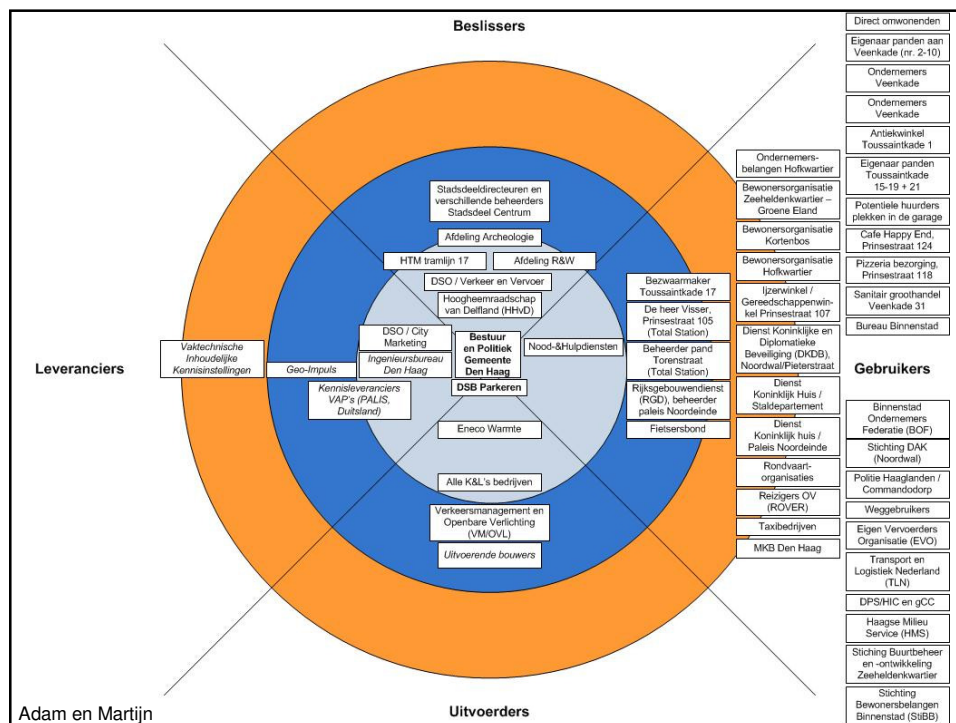 Beslissers
Stadsdeeldirecteuren en
verschillende beheerders
Stadsdeel Centrum
Afdeling Archeologie
HTM tramlijn 17
Afdeling R&W
DSO / Verkeer en Vervoer
Hoogheemraadschap
van Delfland (HHvD)
DSO / City
Marketing
Ingenieursbureau
Den Haag
Bestuur
en Politiek
Gemeente
Den Haag
DSB Parkeren
Nood-&Hulpdiensten
Leveranciers
Vaktechnische
Inhoudelijke
Kennisinstellingen
Geo-Impuls
Kennisleveranciers
VAP's (PALIS,
Duitsland)
Eneco Warmte
Alle K&L's bedrijven
Verkeersmanagement en
Openbare Verlichting
(VM/OVL)
Uitvoerende bouwers
Uitvoerders
Bezwaarmaker
Toussaintkade 17
De heer Visser,
Prinsestraat 105
(Total Station)
Beheerder pand
Torenstraat
(Total Station)
Rijksgebouwendienst
(RGD), beheerder
paleis Noordeinde
Fietsersbond
Ondernemers-
belangen Hofkwartier
Bewonersorganisatie
Zeeheldenkwartier –
Groene Eland
Bewonersorganisatie
Kortenbos
Bewonersorganisatie
Hofkwartier
Ijzerwinkel /
Gereedschappenwin-
kel Prinsestraat 107
Dienst Koninklijke en
Diplomatieke
Beveiliging (DKDB),
Noordwal/Pieterstraat
Dienst
Koninklijk Huis /
Staldepartement
Dienst
Koninklijk huis /
Paleis Noordeinde
Rondvaart-
organisaties
Reizigers OV
(ROVER)
Taxibedrijven
MKB Den Haag
Direct omwonenden
Eigenaar panden aan
Veenkade (nr. 2-10)
Ondernemers
Veenkade
Ondernemers
Veenkade
Antiekwinkel
Toussaintkade 1
Eigenaar panden
Toussaintkade
15-19 + 21
Potentiele huurders
plekken in de garage
Cafe Happy End,
Prinsestraat 124
Pizzeria bezorging,
Prinsestraat 118
Sanitair groothandel
Veenkade 31
Bureau Binnenstad
Gebruikers
Binnenstad
Ondernemers
Federatie (BOF)
Stichting DAK
(Noordwal)
Politie Haaglanden /
Commandodorp
Weggebruikers
Eigen Vervoerders
Organisatie (EVO)
Transport en
Logistiek Nederland
(TLN)
DPS/HIC en gCC
Haagse Milieu
Service (HMS)
Stiching Buurtbeheer
en -ontwikkeling
Zeeheldenkwartier
Stichting
Bewonersbelangen
Binnenstad (StiBB)
Adam en Martijn